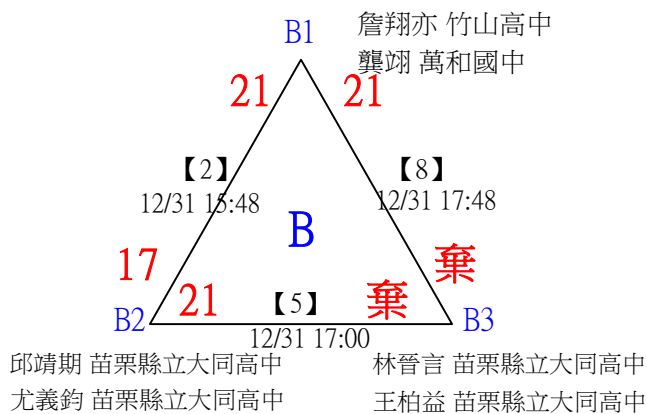 B1
詹翔亦 竹山高中
龔翊 萬和國中
21
21
【2】
12/31 15:48
【8】
12/31 17:48
B
17
棄
21
【5】
棄
B2
B3
12/31 17:00
邱靖期 苗栗縣立大同高中
林晉言 苗栗縣立大同高中
尤義鈞 苗栗縣立大同高中
王柏益 苗栗縣立大同高中